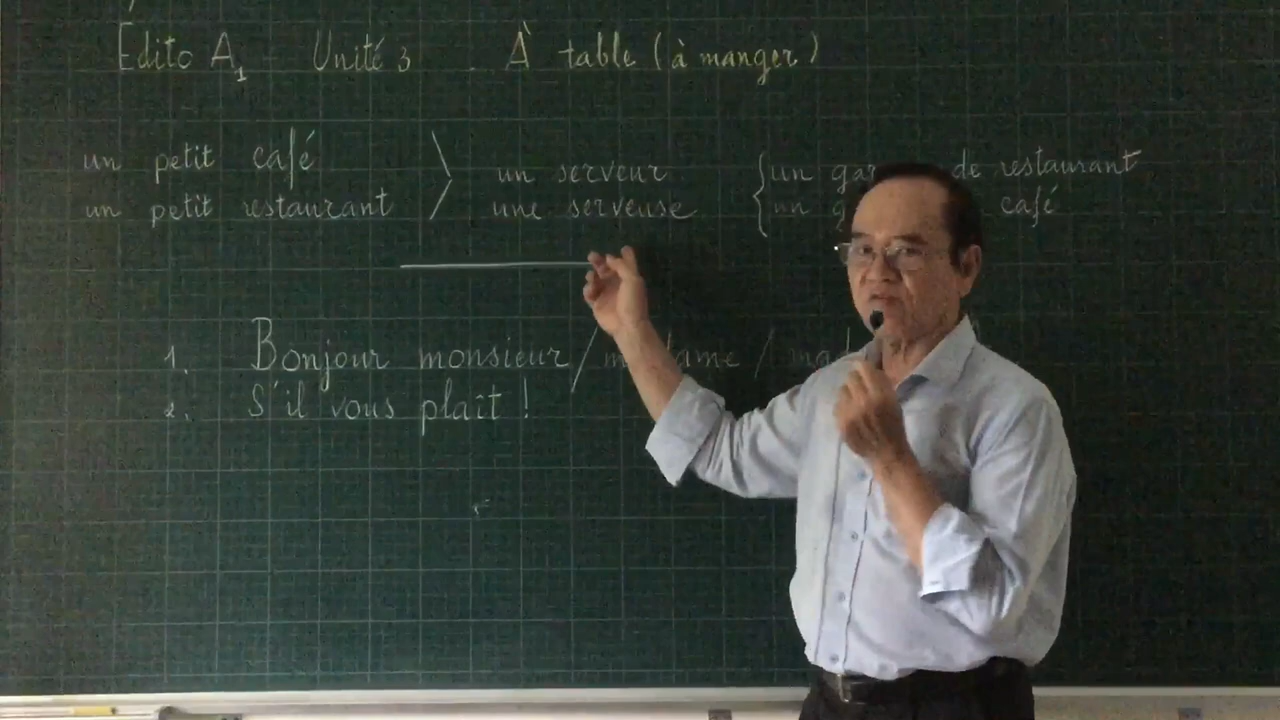 Édito A1 - Unité 3 . À table (à manger)
un petit café
un petit restaurant
un serveur
une serveuse
un de restaurant
un café
1. Bonjour monsieur / madame /
2. S'il vous plaît !